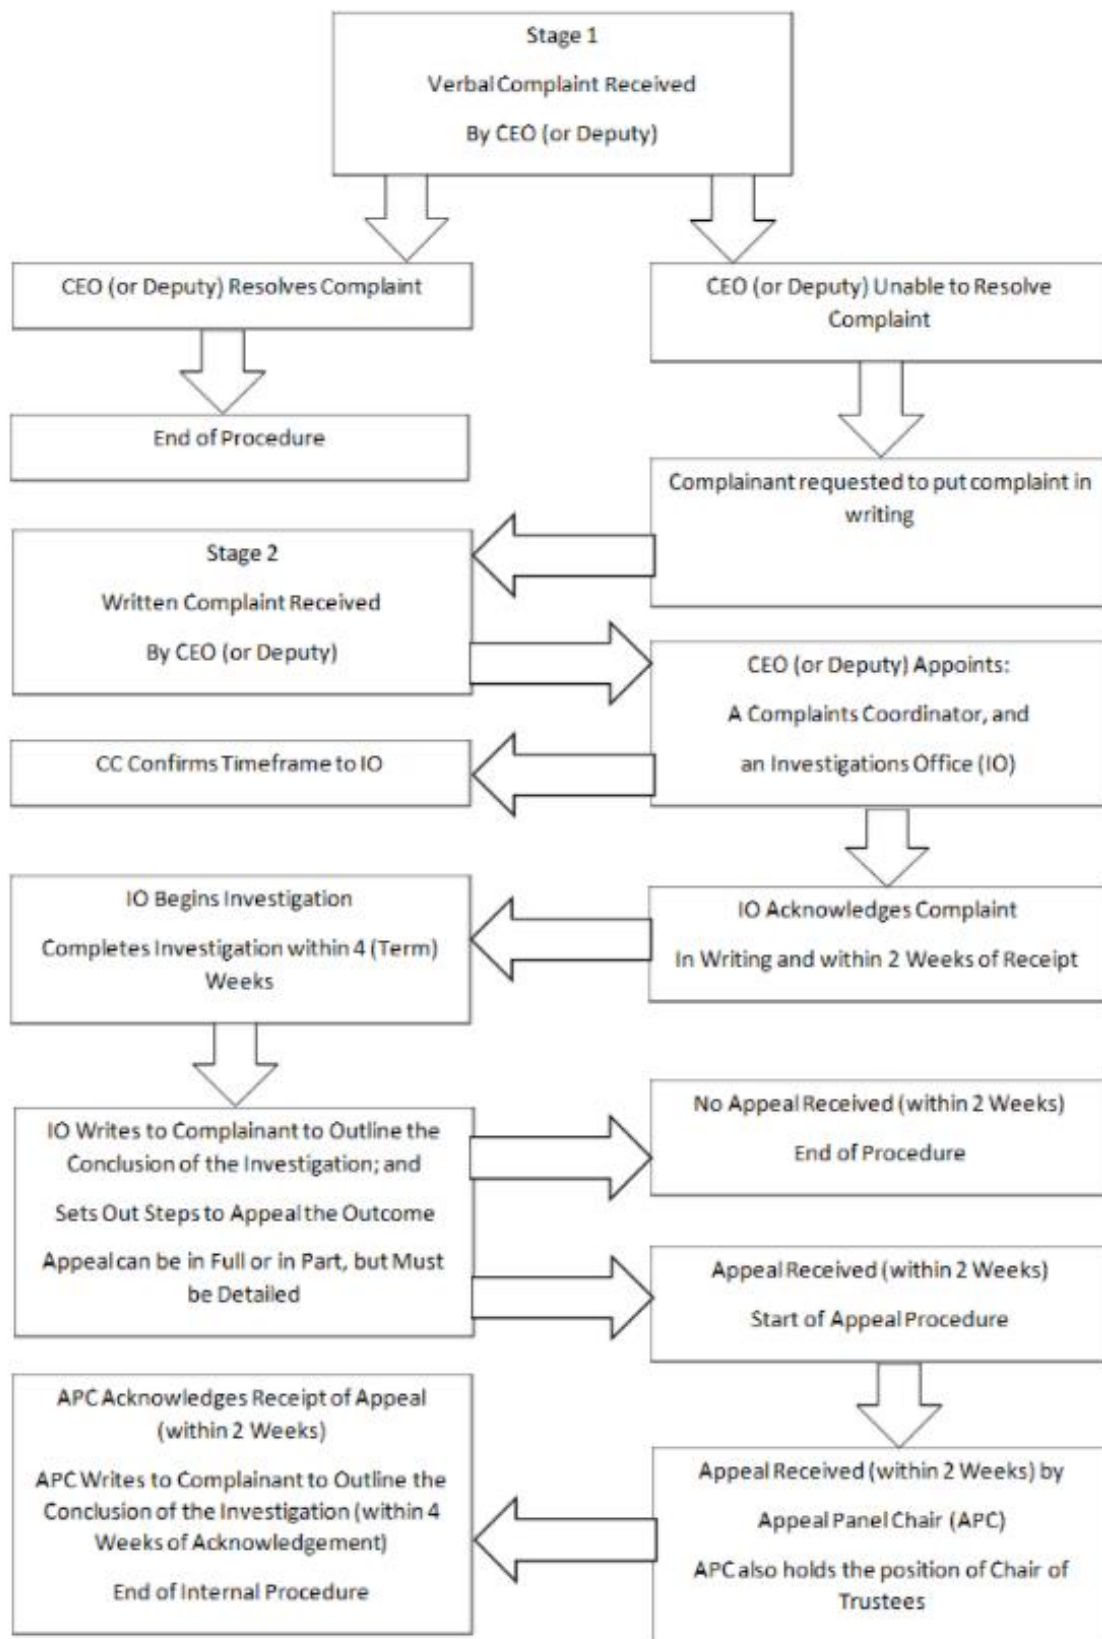 Stage 1
Verbal Complaint Received
By CEO (or Deputy)
CEO (or Deputy) Resolves Complaint
CEO (or Deputy) Unable to Resolve
Complaint
End of Procedure
Complainant requested to put complaint in
writing
Stage 2
Written Complaint Received
By CEO (or Deputy)
CEO (or Deputy) Appoints:
A Complaints Coordinator, and
an Investigations Office (IO)
CC Confirms Timeframe to IO
IO Acknowledges Complaint
In Writing and within 2 Weeks of Receipt
IO Begins Investigation
Completes Investigation within 4 (Term)
Weeks
IO Writes to Complainant to Outline the
Conclusion of the Investigation; and
Sets Out Steps to Appeal the Outcome
Appeal can be in Full or in Part, but Must
be Detailed
No Appeal Received (within 2 Weeks)
End of Procedure
Appeal Received (within 2 Weeks)
Start of Appeal Procedure
Appeal Received (within 2 Weeks) by
Appeal Panel Chair (APC)
APC also holds the position of Chair of
Trustees
APC Acknowledges Receipt of Appeal
(within 2 Weeks)
APC Writes to Complainant to Outline the
Conclusion of the Investigation (within 4
Weeks of Acknowledgement)
End of Internal Procedure